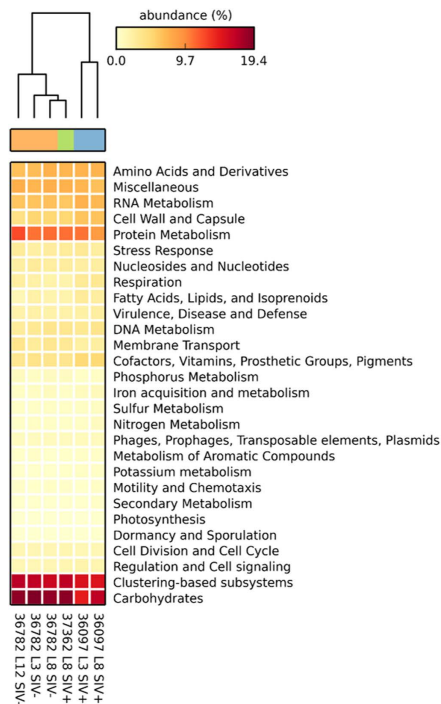 abundance (%)
0.0 9.7 19.4
Amino Acids and Derivatives
Miscellaneous
RNA Metabolism
Cell Wall and Capsule
Protein Metabolism
Stress Response
Nucleosides and Nucleotides
Respiration
Fatty Acids, Lipids, and Isoprenoids
Virulence, Disease and Defense
DNA Metabolism
Membrane Transport
Cofactors, Vitamins, Prosthetic Groups, Pigments
Phosphorus Metabolism
Iron acquisition and metabolism
Sulfur Metabolism
Nitrogen Metabolism
Phages, Prophages, Transposable elements, Plasmids
Metabolism of Aromatic Compounds
Potassium metabolism
Motility and Chemotaxis
Secondary Metabolism
Photosynthesis
Dormancy and Sporulation
Cell Division and Cell Cycle
Regulation and Cell signaling
Clustering-based subsystems
Carbohydrates
36782 L12 SIV-
36782 L3 SIV-
36782 L8 SIV-
37362 L8 SIV+
36097 L3 SIV+
36097 L8 SIV+